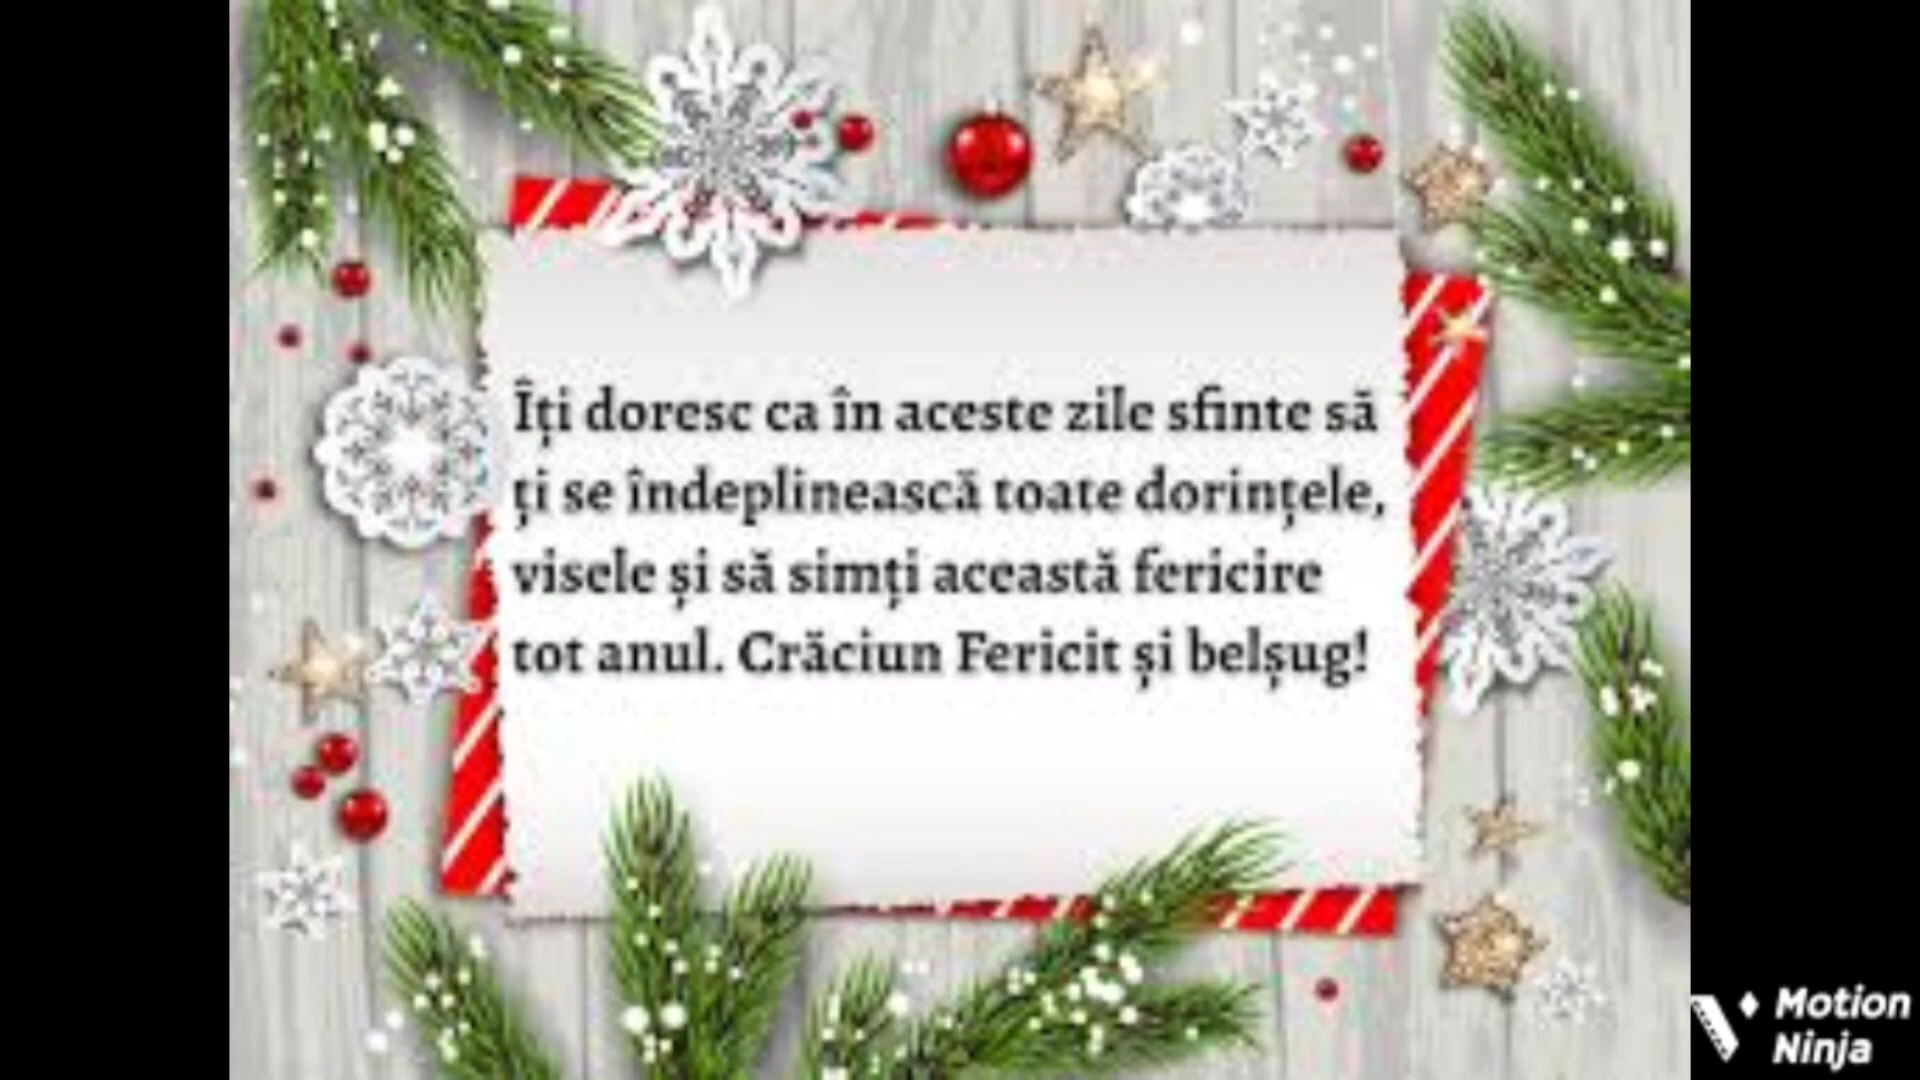 Îți doresc ca în aceste zile sfinte să
ți se îndeplinească toate dorințele,
visele și să simți această fericire
tot anul. Crăciun Fericit și belșug!
Motion
Ninja